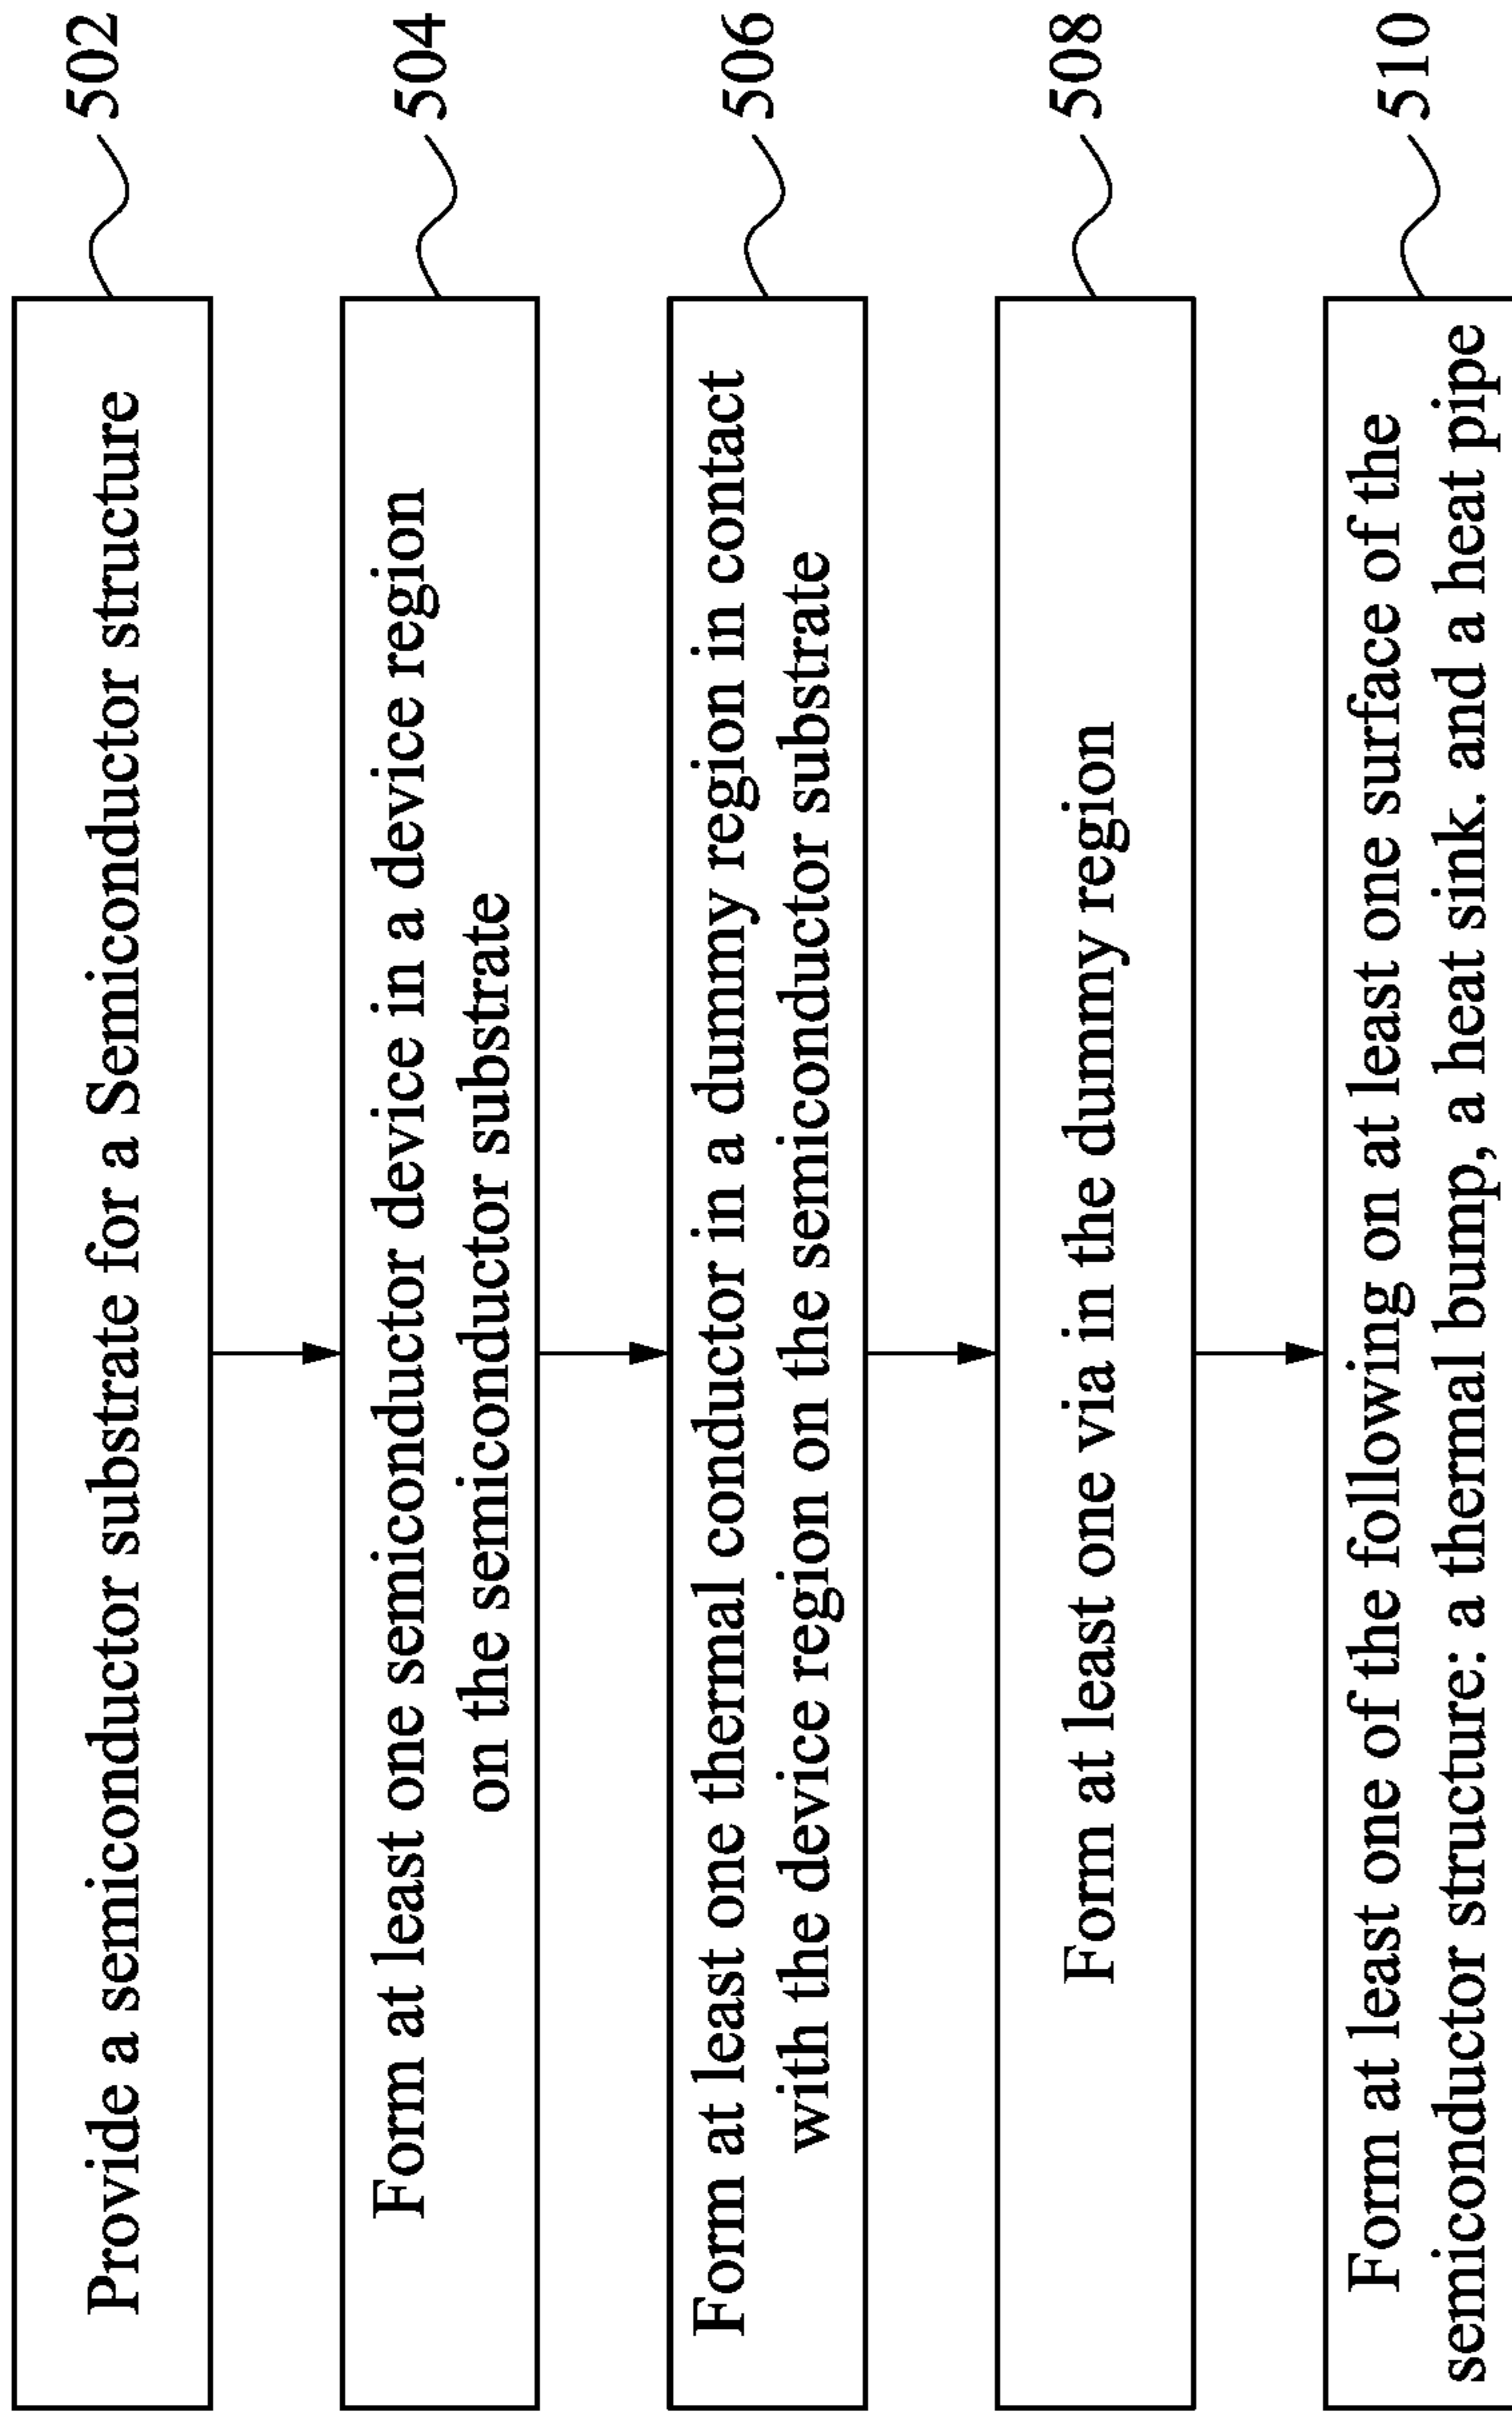 Provide a semiconductor substrate for a Semiconductor structure
502
Form at least one semiconductor device in a device region
on the semiconductor substrate
504
Form at least one thermal conductor in a dummy region in contact
with the device region on the semiconductor substrate
506
Form at least one via in the dummy region
508
Form at least one of the following on at least one surface of the
semiconductor structure: a thermal bump, a heat sink. and a heat pipe
510